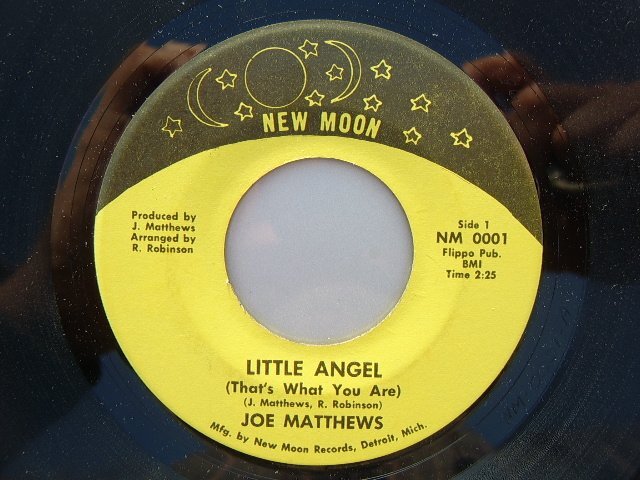 NEW MOON
Produced by
J. Matthews
Arranged by
R. Robinson
Side 1
NM 0001
Flippo Pub.
BMI
Time 2:25
LITTLE ANGEL
(That's What You Are)
(J. Matthews, R. Robinson)
JOE MATTHEWS
Mfg. by New Moon Records, Detroit, Mich.